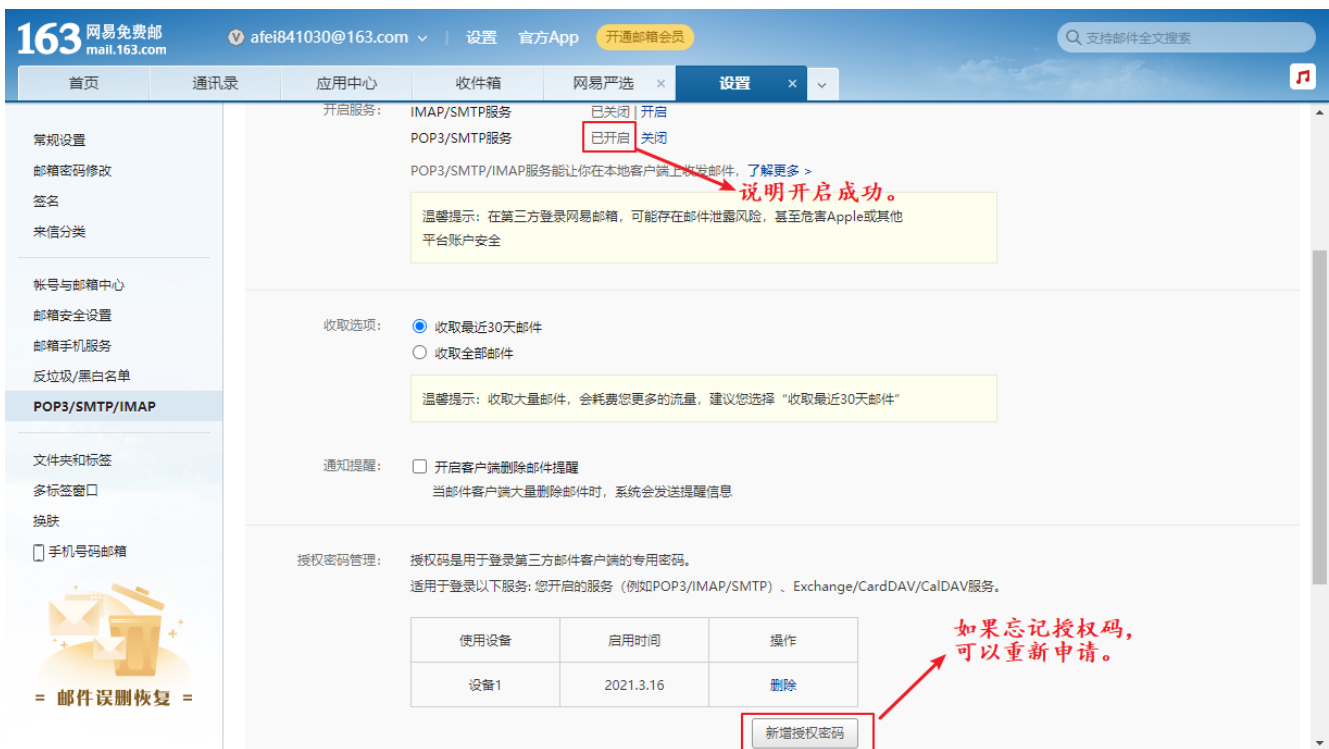 163 网易免费邮
mail.163.com
afei841030@163.com
设置
官方App
开通邮箱会员
支持邮件全文搜索
首页
通讯录
应用中心
收件箱
网易严选 ×
设置 ×
常规设置
邮箱密码修改
签名
来信分类
帐号与邮箱中心
邮箱安全设置
邮箱手机服务
反垃圾/黑白名单
POP3/SMTP/IMAP
文件夹和标签
多标签窗口
换肤
手机号码邮箱
= 邮件误删恢复 =
开启服务: IMAP/SMTP服务 已关闭 | 开启
POP3/SMTP服务 已开启 关闭
POP3/SMTP/IMAP服务能让你在本地客户端上收发邮件，了解更多 >
说明开启成功。
温馨提示：在第三方登录网易邮箱，可能存在邮件泄露风险，甚至危害Apple或其他
平台账户安全
收取选项: 收取最近30天邮件
收取全部邮件
温馨提示：收取大量邮件，会耗费您更多的流量，建议您选择“收取最近30天邮件”
通知提醒: 开启客户端删除邮件提醒
当邮件客户端大量删除邮件时，系统会发送提醒信息
授权密码管理: 授权码是用于登录第三方邮件客户端的专用密码。
适用于登录以下服务: 您开启的服务（例如POP3/IMAP/SMTP）、Exchange/CardDAV/CalDAV服务。
使用设备 启用时间 操作
设备1 2021.3.16 删除
如果忘记授权码，
可以重新申请。
新增授权密码